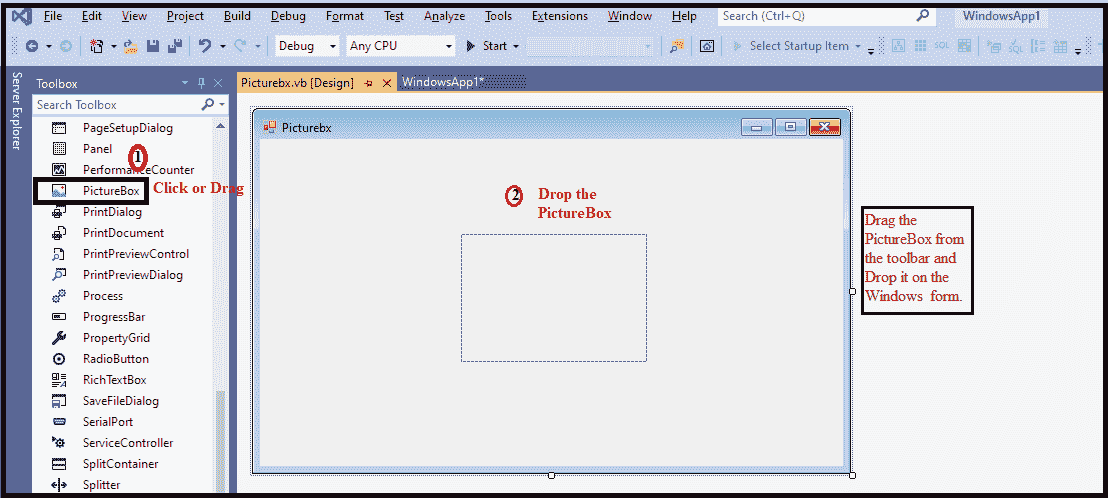 File Edit View Project Build Debug Format Test Analyze Tools Extensions Window Help Search (Ctrl+Q) WindowsApp1
Debug Any CPU Start Select Startup Item
Server Explorer
Toolbox
Search Toolbox
PageSetupDialog
Panel
PerformanceCounter
PictureBox
PrintDialog
PrintDocument
PrintPreviewControl
PrintPreviewDialog
Process
ProgressBar
PropertyGrid
RadioButton
RichTextBox
SaveFileDialog
SerialPort
ServiceController
SplitContainer
Splitter
1
Click or Drag
Picturebx.vb [Design] WindowsApp1*
Picturebx
2 Drop the
PictureBox
Drag the
PictureBox from
the toolbar and
Drop it on the
Windows form.
SQL